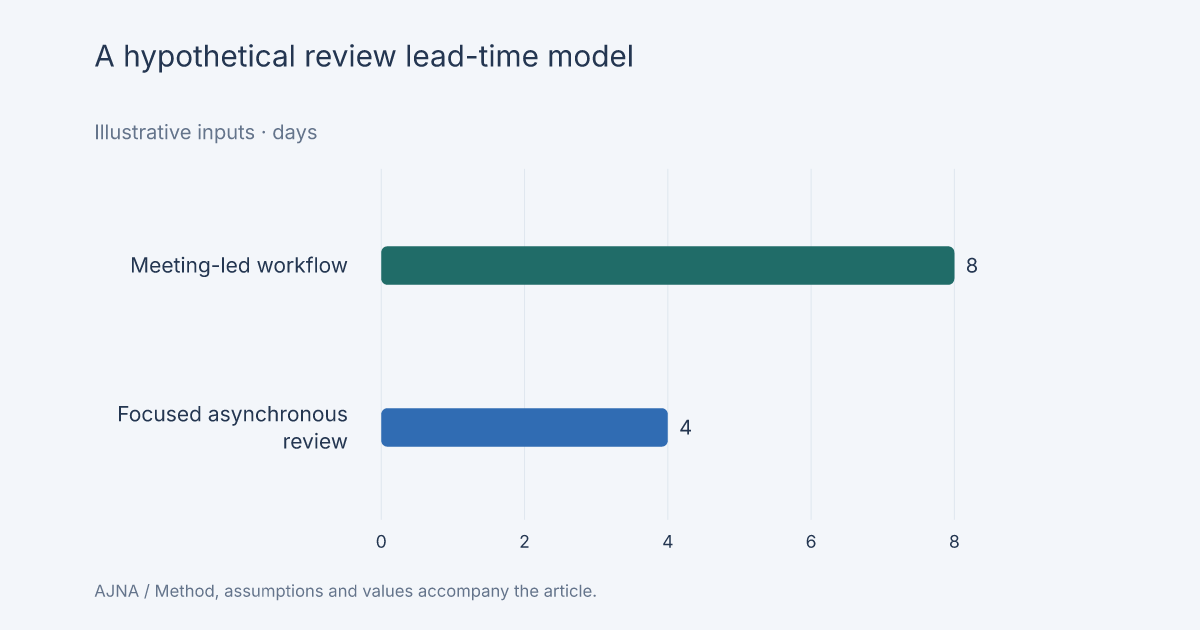 A hypothetical review lead-time model
Illustrative inputs · days
Meeting-led workflow
8
Focused asynchronous
review
4
0 2 4 6 8
AJNA / Method, assumptions and values accompany the article.